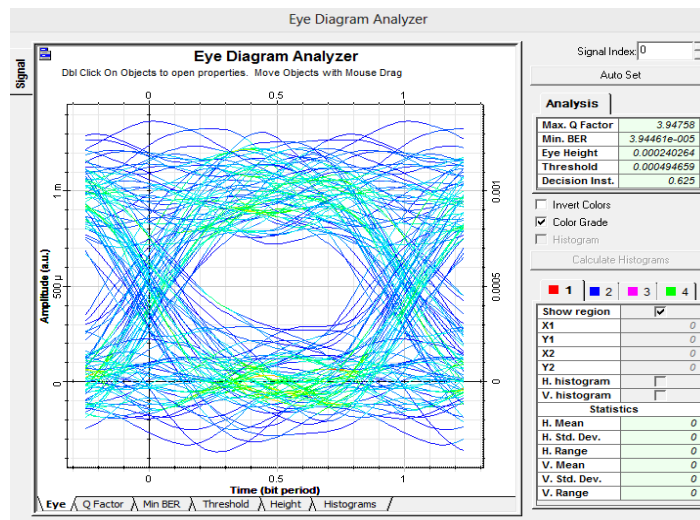 Eye Diagram Analyzer
Signal
Eye Diagram Analyzer
Dbl Click On Objects to open properties. Move Objects with Mouse Drag
0 0.5 1
1 m
500 µ
0
Amplitude (a.u.)
0.001
0.0005
0
0 0.5 1
Time (bit period)
Eye Q Factor Min BER Threshold Height Histograms
Signal Index: 0
Auto Set
Analysis
Max. Q Factor 3.94758
Min. BER 3.94461e-005
Eye Height 0.000240264
Threshold 0.000494659
Decision Inst. 0.625
Invert Colors
Color Grade
Histogram
Calculate Histograms
1 2 3 4
Show region
X1 0
Y1 0
X2 0
Y2 0
H. histogram
V. histogram
Statistics
H. Mean 0
H. Std. Dev. 0
H. Range 0
V. Mean 0
V. Std. Dev. 0
V. Range 0